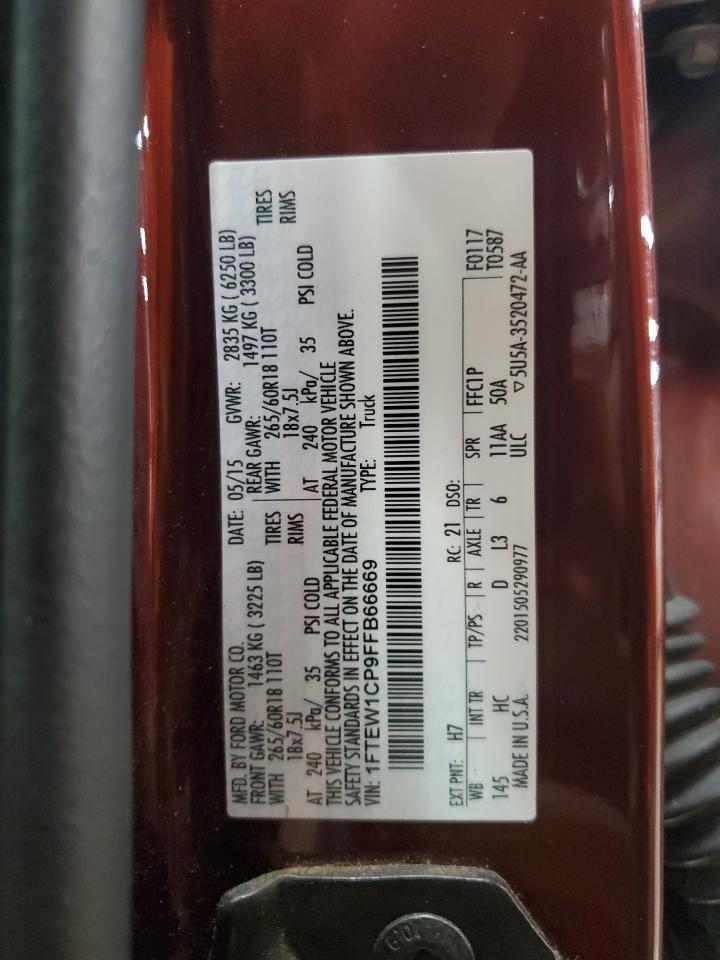 MFD. BY FORD MOTOR CO. DATE: 05/15 GVWR: 2835 KG ( 6250 LB)
FRONT GAWR: 1463 KG ( 3225 LB) REAR GAWR: 1497 KG ( 3300 LB)
WITH 265/60R18 110T TIRES WITH 265/60R18 110T TIRES
18x7.5J RIMS 18x7.5J RIMS
AT 240 kPa/ 35 PSI COLD AT 240 kPa/ 35 PSI COLD
THIS VEHICLE CONFORMS TO ALL APPLICABLE FEDERAL MOTOR VEHICLE
SAFETY STANDARDS IN EFFECT ON THE DATE OF MANUFACTURE SHOWN ABOVE.
VIN: 1FTEW1CP9FFB66669 TYPE: Truck
EXT PNT: H7 RC: 21 DSO: F0117
WB INT TR TP/PS R AXLE TR SPR FFC1P T0587
145 HC D L3 6 11AA 50A
MADE IN U.S.A. 2201505290977 ULC ▽5U5A-3520472-AA